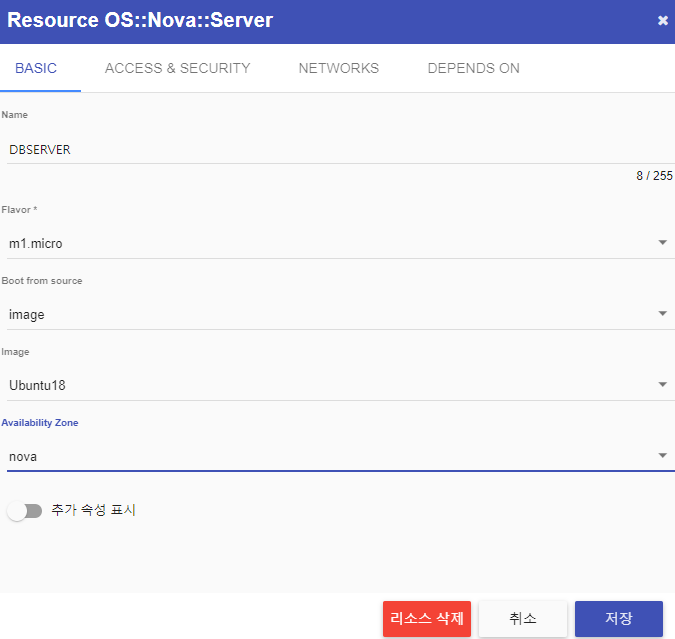 Resource OS::Nova::Server ×
BASIC ACCESS & SECURITY NETWORKS DEPENDS ON
Name
DBSERVER
8 / 255
Flavor *
m1.micro
Boot from source
image
Image
Ubuntu18
Availability Zone
nova
추가 속성 표시
리소스 삭제 취소 저장